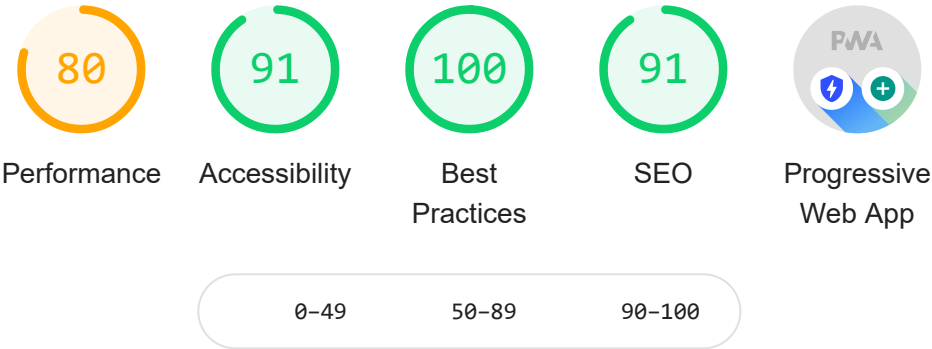 80
91
100
91
PWA
Performance
Accessibility
Best
Practices
SEO
Progressive
Web App
0–49
50–89
90–100